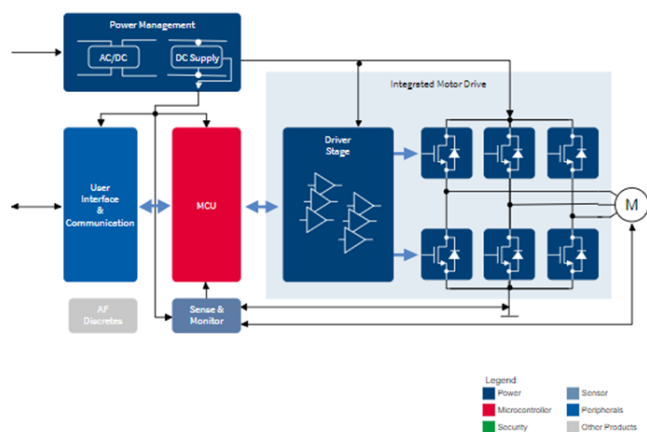 Power Management
AC/DC
DC Supply
Integrated Motor Drive
Driver
Stage
User
Interface
&
Communication
MCU
M
AF
Discretes
Sense &
Monitor
Legend
Power
Sensor
Microcontroller
Peripherals
Security
Other Products